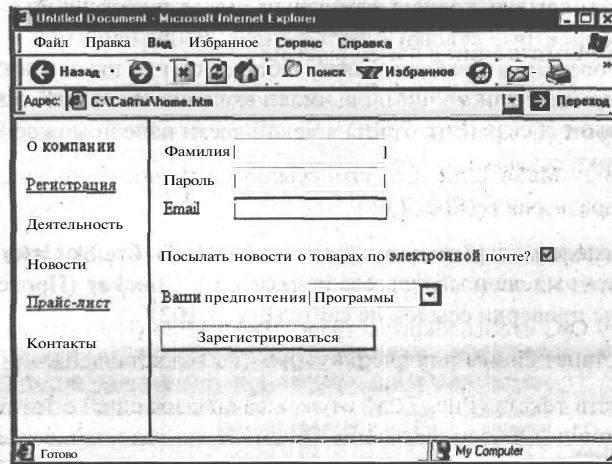 Untitled Document - Microsoft Internet Explorer
Файл Правка Вид Избранное Сервис Справка
Назад Поиск Избранное »
Адрес: C:\Сайты\home.htm Переход
О компании
Регистрация
Деятельность
Новости
Прайс-лист
Контакты
Фамилия
Пароль
Email
Посылать новости о товарах по электронной почте?
Ваши предпочтения Программы
Зарегистрироваться
Готово My Computer